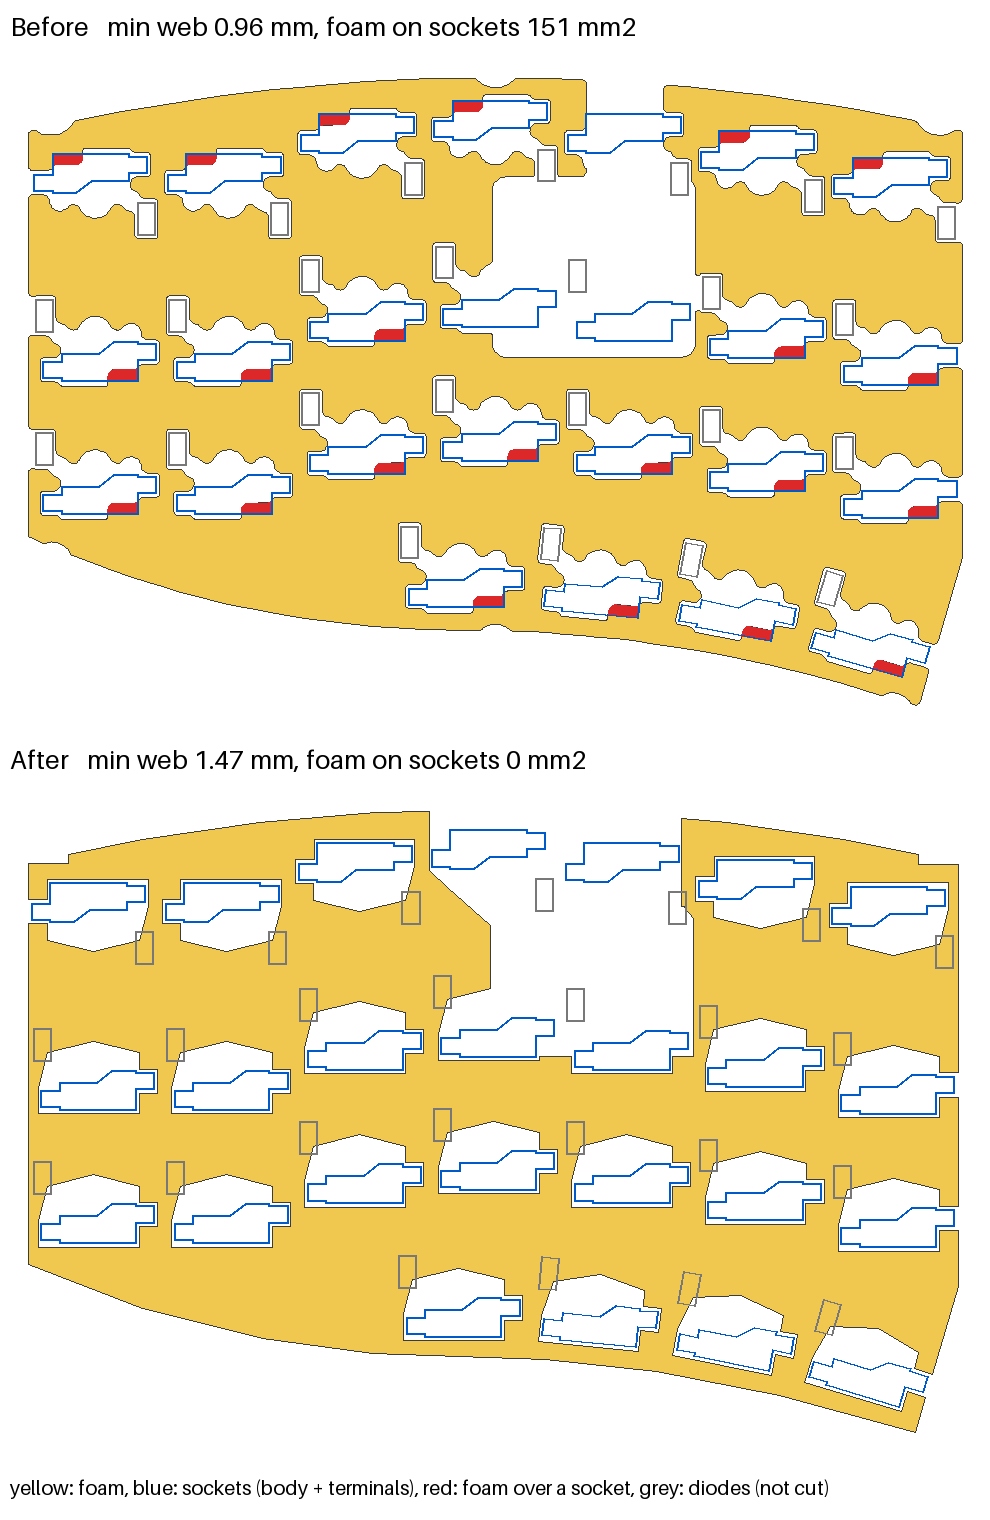 Before   min web 0.96 mm, foam on sockets 151 mm2
After   min web 1.47 mm, foam on sockets 0 mm2
yellow: foam, blue: sockets (body + terminals), red: foam over a socket, grey: diodes (not cut)